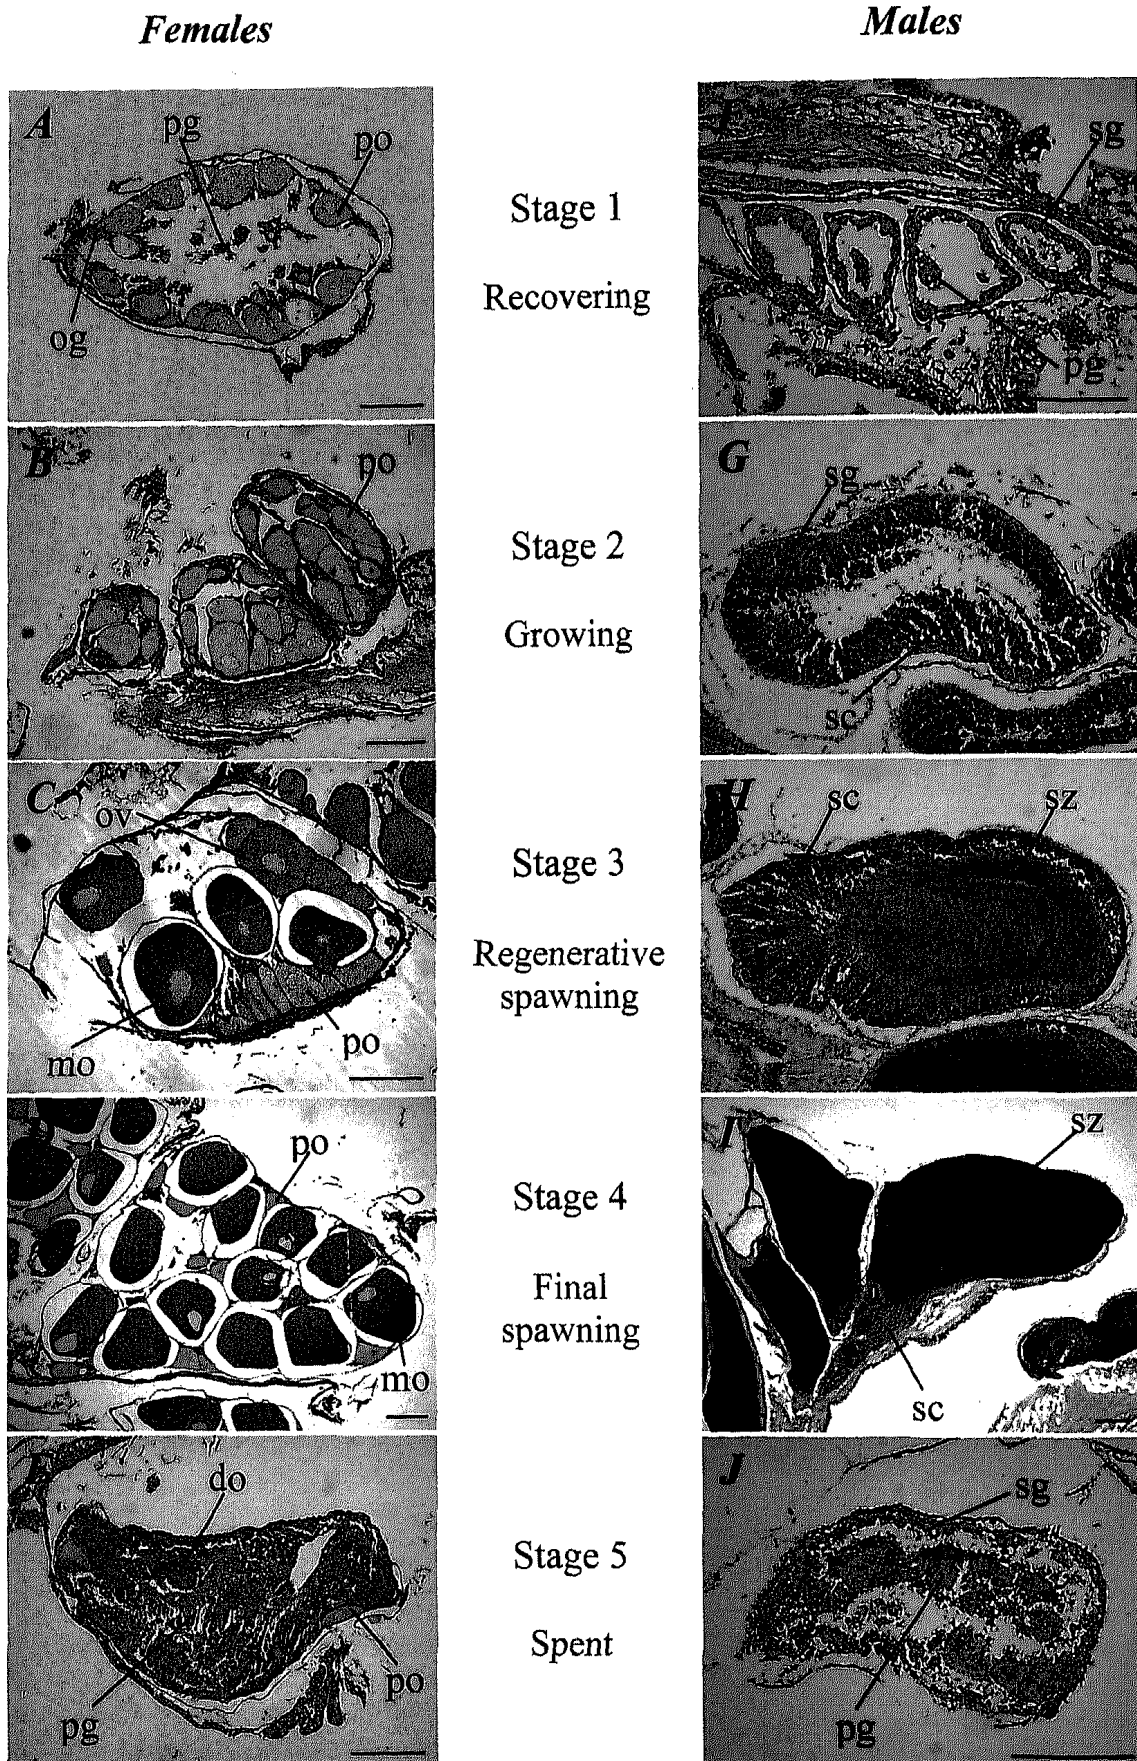 Females
Males
A
pg
po
og
Stage 1
Recovering
F
sg
pg
B
po
Stage 2
Growing
G
sg
sc
C
ov
mo
po
Stage 3
Regenerative
spawning
H
sc
sz
po
mo
Stage 4
Final
spawning
I
sz
sc
E
do
pg
po
Stage 5
Spent
J
sg
pg